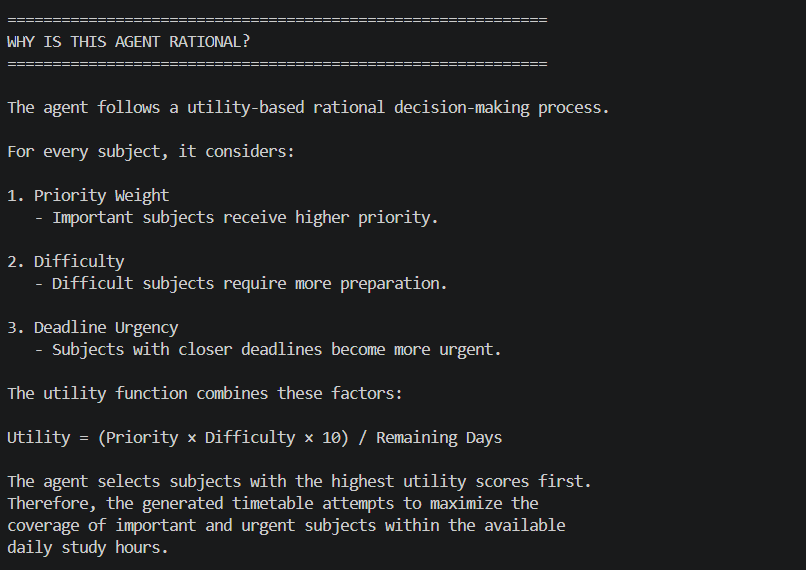 ============================================================
WHY IS THIS AGENT RATIONAL?
============================================================
The agent follows a utility-based rational decision-making process.
For every subject, it considers:
1. Priority Weight
- Important subjects receive higher priority.
2. Difficulty
- Difficult subjects require more preparation.
3. Deadline Urgency
- Subjects with closer deadlines become more urgent.
The utility function combines these factors:
Utility = (Priority × Difficulty × 10) / Remaining Days
The agent selects subjects with the highest utility scores first.
Therefore, the generated timetable attempts to maximize the
coverage of important and urgent subjects within the available
daily study hours.